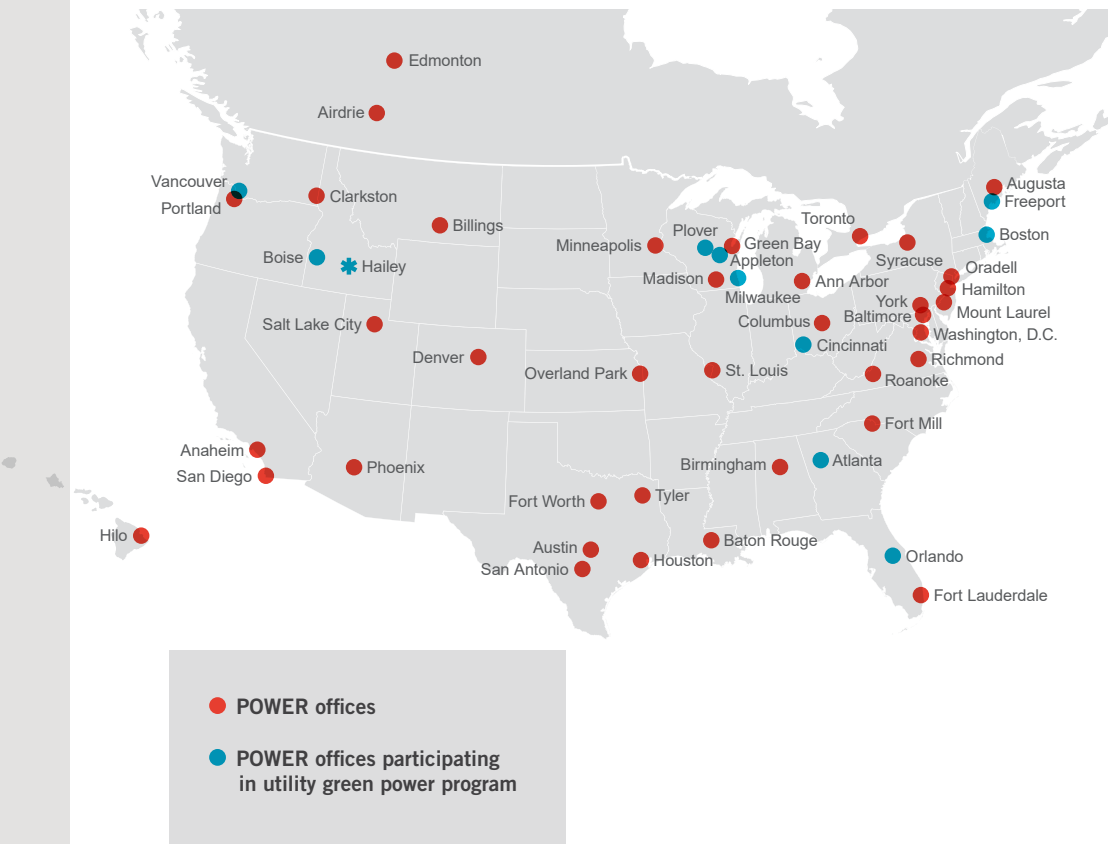 Edmonton
Airdrie
Vancouver
Portland
Clarkston
Billings
Boise
Hailey
Salt Lake City
Denver
Minneapolis
Plover
Green Bay
Appleton
Madison
Milwaukee
Toronto
Syracuse
Augusta
Freeport
Boston
Oradell
Hamilton
Mount Laurel
York
Baltimore
Washington, D.C.
Ann Arbor
Columbus
Cincinnati
Richmond
Roanoke
Overland Park
St. Louis
Fort Mill
Anaheim
San Diego
Phoenix
Birmingham
Atlanta
Fort Worth
Tyler
Hilo
Austin
San Antonio
Houston
Baton Rouge
Orlando
Fort Lauderdale
POWER offices
POWER offices participating
in utility green power program